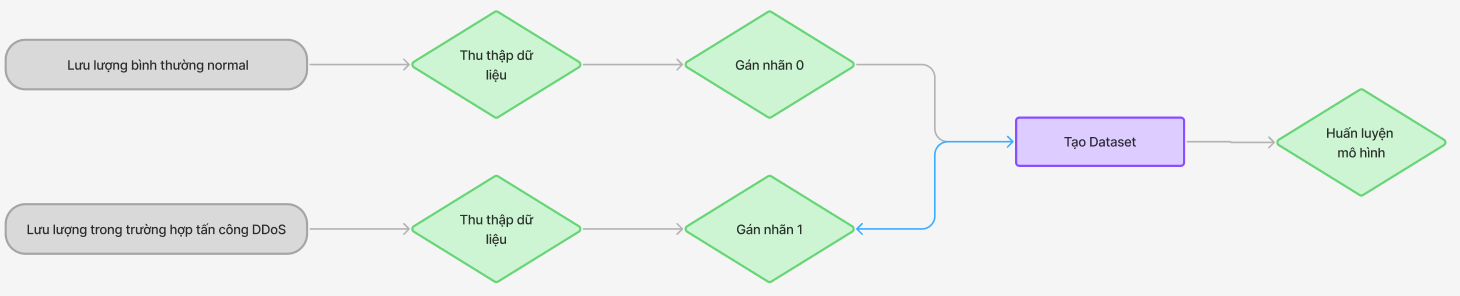 Lưu lượng bình thường normal
Thu thập dữ
liệu
Gán nhãn 0
Tạo Dataset
Huấn luyện
mô hình
Lưu lượng trong trường hợp tấn công DDoS
Thu thập dữ
liệu
Gán nhãn 1